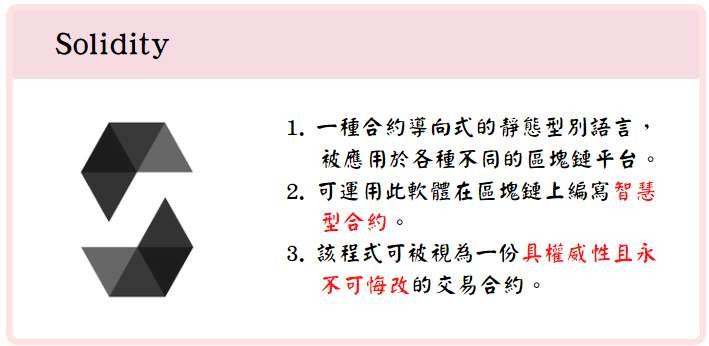 Solidity
1. 一種合約導向式的靜態型別語言，
被應用於各種不同的區塊鏈平台。
2. 可運用此軟體在區塊鏈上編寫智慧
型合約。
3. 該程式可被視為一份具權威性且永
不可悔改的交易合約。